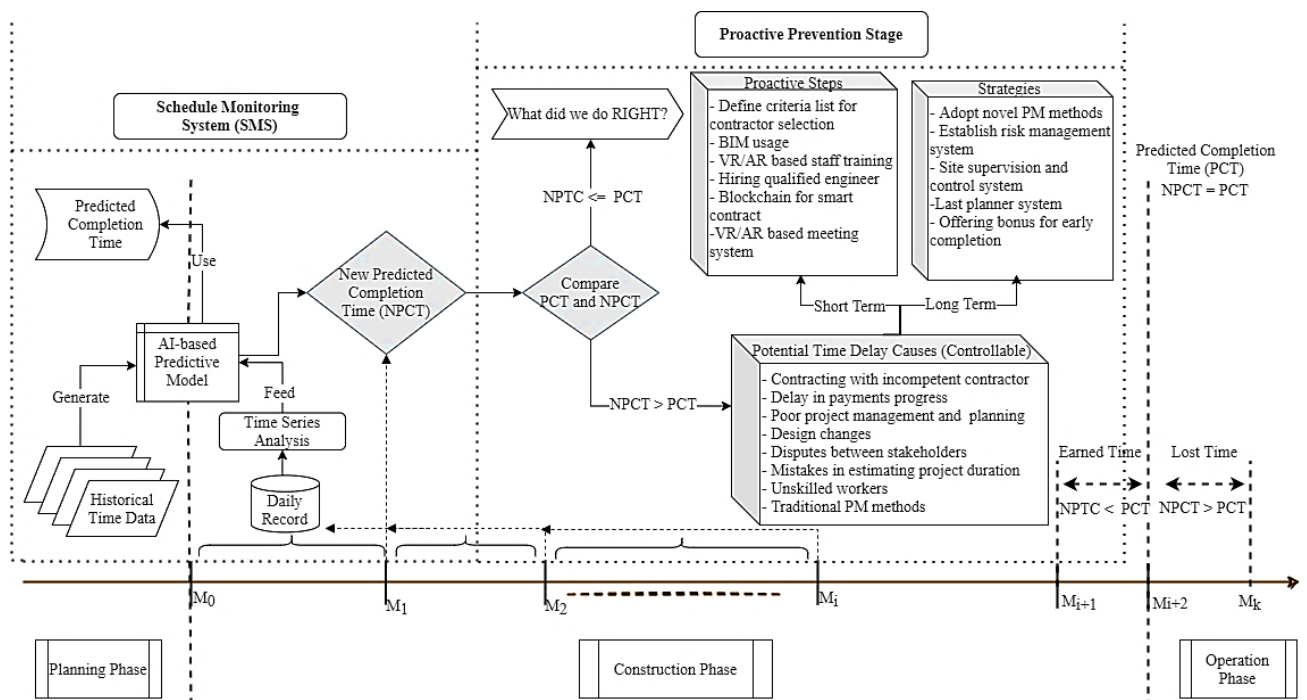 Proactive Prevention Stage
Schedule Monitoring
System (SMS)
Predicted
Completion
Time
Use
AI-based
Predictive
Model
Generate
Feed
Time Series
Analysis
Historical
Time Data
Daily
Record
New Predicted
Completion
Time (NPCT)
What did we do RIGHT?
NPTC <= PCT
Compare
PCT and NPCT
NPCT > PCT
Proactive Steps
- Define criteria list for
contractor selection
- BIM usage
- VR/AR based staff training
- Hiring qualified engineer
- Blockchain for smart
contract
-VR/AR based meeting
system
Strategies
- Adopt novel PM methods
- Establish risk management
system
- Site supervision and
control system
-Last planner system
- Offering bonus for early
completion
Short Term
Long Term
Potential Time Delay Causes (Controllable)
- Contracting with incompetent contractor
- Delay in payments progress
- Poor project management and planning
- Design changes
- Disputes between stakeholders
- Mistakes in estimating project duration
- Unskilled workers
- Traditional PM methods
Predicted Completion
Time (PCT)
NPCT = PCT
Earned Time
NPTC < PCT
Lost Time
NPCT > PCT
M0
M1
M2
Mi
Mi+1
Mi+2
Mk
Planning Phase
Construction Phase
Operation
Phase